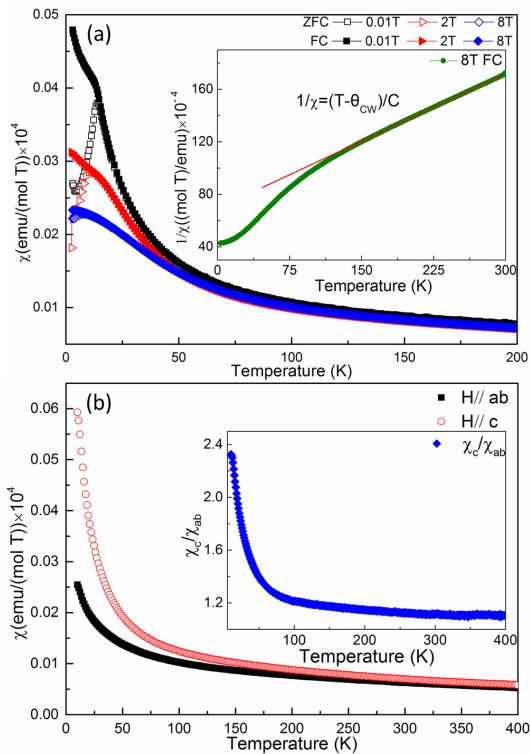 (a)
ZFC 0.01T 2T 8T
FC 0.01T 2T 8T
8T FC
1/χ=(T-θCW)/C
χ(emu/(mol T))×10⁴
0.05
0.04
0.03
0.02
0.01
1/χ((mol T)/emu)×10⁻⁴
160
120
80
40
0 75 150 225 300
Temperature (K)
0 50 100 150 200
Temperature (K)
(b)
H// ab
H// c
χc/χab
χ(emu/(mol T))×10⁴
0.06
0.05
0.04
0.03
0.02
0.01
0.00
χc/χab
2.4
2.0
1.6
1.2
100 200 300 400
Temperature (K)
0 50 100 150 200 250 300 350 400
Temperature (K)